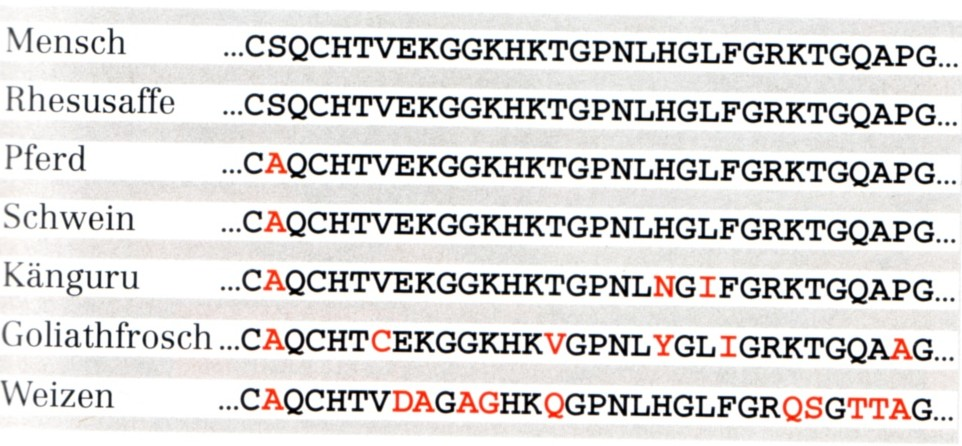 Mensch ...CSQCHTVEKGGKHKTGPNLHGLFGRKTGQAPG...
Rhesusaffe ...CSQCHTVEKGGKHKTGPNLHGLFGRKTGQAPG...
Pferd ...CAQCHTVEKGGKHKTGPNLHGLFGRKTGQAPG...
Schwein ...CAQCHTVEKGGKHKTGPNLHGLFGRKTGQAPG...
Känguru ...CAQCHTVEKGGKHKTGPNLNGIFGRKTGQAPG...
Goliathfrosch ...CAQCHTCEKGGKHKVGPNLYGLIGRKTGQAAG...
Weizen ...CAQCHTVDAGAGHKQGPNLHGLFGRQSGTTAG...